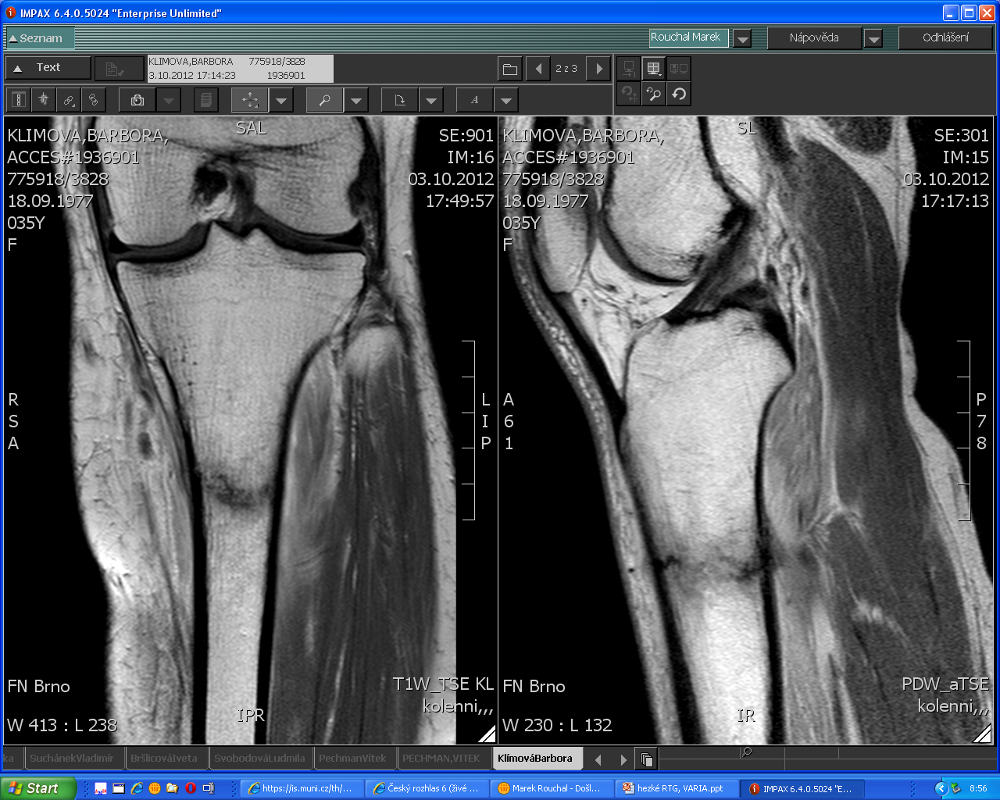 IMPAX 6.4.0.5024 "Enterprise Unlimited"
Seznam
Rouchal Marek
Nápověda
Odhlášení
Text
KLIMOVA,BARBORA 775918/3828
3.10.2012 17:14:23 1936901
2 z 3
A
KLIMOVA,BARBORA,
ACCES#1936901
775918/3828
18.09.1977
035Y
F
SAL
SE:901
IM:16
03.10.2012
17:49:57
R
S
A
L
I
P
FN Brno
W 413 : L 238
IPR
T1W_TSE KL
kolenni,,,
KLIMOVA,BARBORA,
ACCES#1936901
775918/3828
18.09.1977
035Y
F
SL
SE:301
IM:15
03.10.2012
17:17:13
A
6
1
P
7
8
FN Brno
W 230 : L 132
IR
PDW_aTSE
kolenni,,,
ka
SuchánekVladimír
BršlicováIveta
SvobodováLudmila
PechmanVítek
PECHMAN,VITEK
KlímováBarbora
Start
https://is.muni.cz/th/...
Český rozhlas 6 (živé ...
Marek Rouchal - Došl...
hezké RTG, VARIA.ppt
IMPAX 6.4.0.5024 "E...
8:56